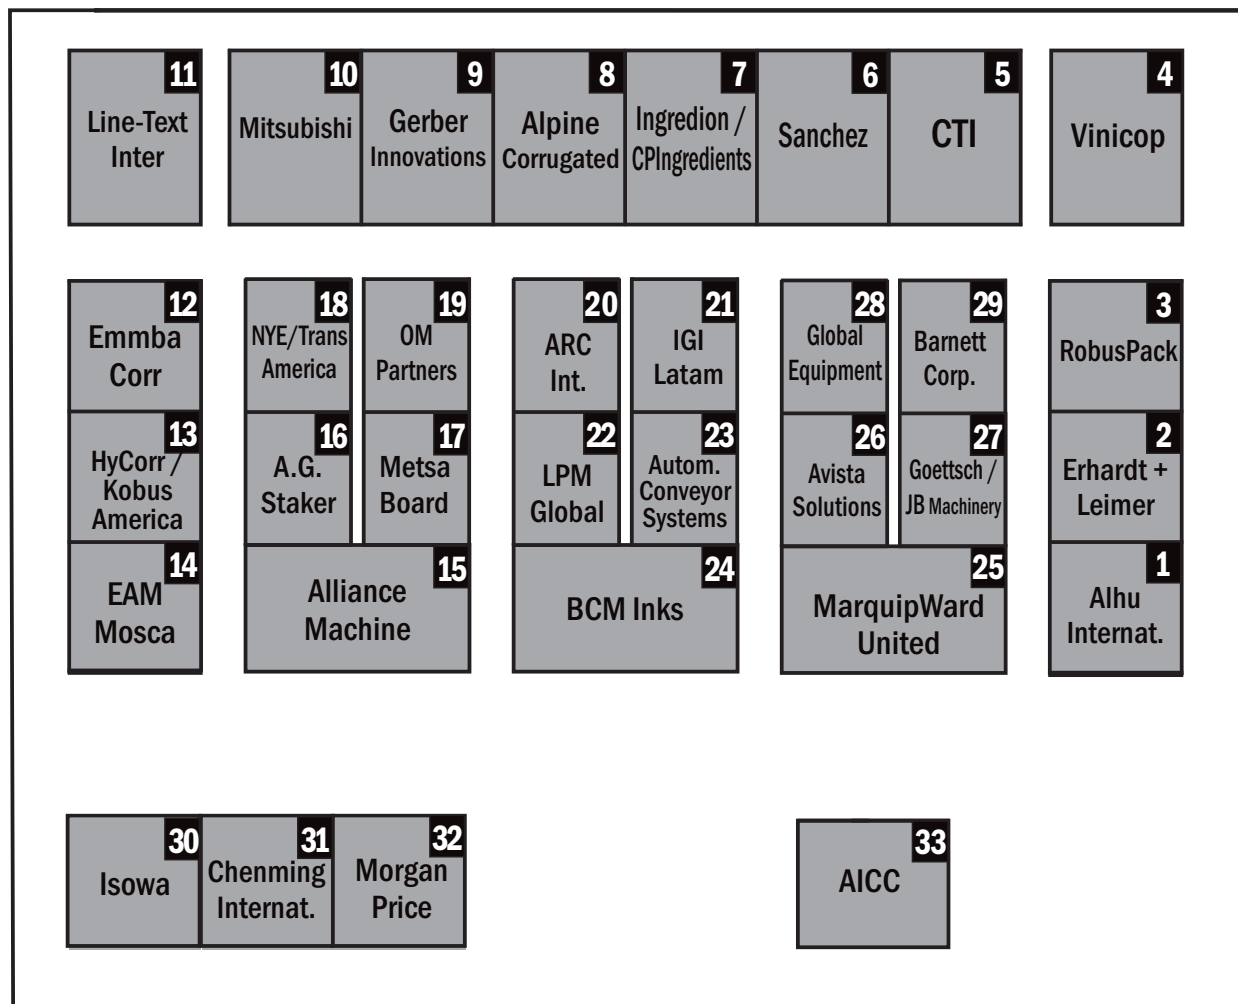 11
Line-Text
Inter
10
Mitsubishi
9
Gerber
Innovations
8
Alpine
Corrugated
7
Ingredion /
CPIngredients
6
Sanchez
5
CTI
4
Vinicop
12
Emmba
Corr
18
NYE/Trans
America
19
OM
Partners
20
ARC
Int.
21
IGI
Latam
28
Global
Equipment
29
Barnett
Corp.
3
RobusPack
13
HyCorr /
Kobus
America
16
A.G.
Staker
17
Metsa
Board
22
LPM
Global
23
Autom.
Conveyor
Systems
26
Avista
Solutions
27
Goettsch /
JB Machinery
2
Erhardt +
Leimer
14
EAM
Mosca
15
Alliance
Machine
24
BCM Inks
25
MarquipWard
United
1
Alhu
Internat.
30
Isowa
31
Chenming
Internat.
32
Morgan
Price
33
AICC